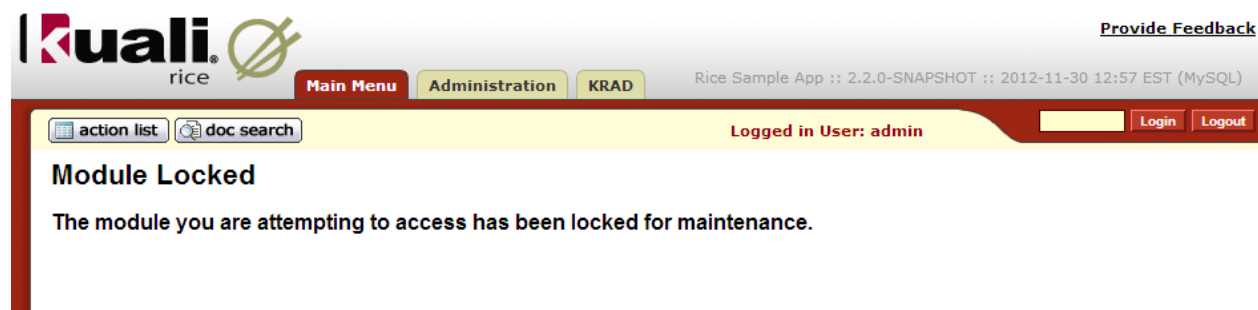 Provide Feedback
kuali®
rice
Main Menu Administration KRAD Rice Sample App :: 2.2.0-SNAPSHOT :: 2012-11-30 12:57 EST (MySQL)
action list doc search Logged in User: admin Login Logout
Module Locked
The module you are attempting to access has been locked for maintenance.